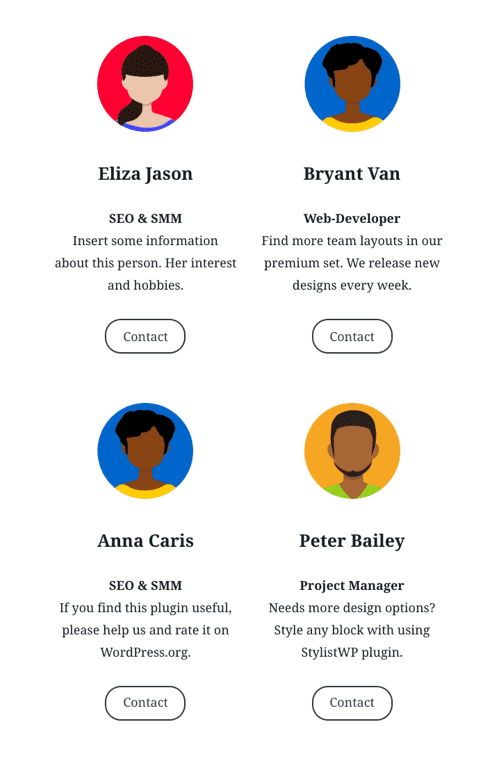 Eliza Jason
SEO & SMM
Insert some information
about this person. Her interest
and hobbies.
Contact
Bryant Van
Web-Developer
Find more team layouts in our
premium set. We release new
designs every week.
Contact
Anna Caris
SEO & SMM
If you find this plugin useful,
please help us and rate it on
WordPress.org.
Contact
Peter Bailey
Project Manager
Needs more design options?
Style any block with using
StylistWP plugin.
Contact